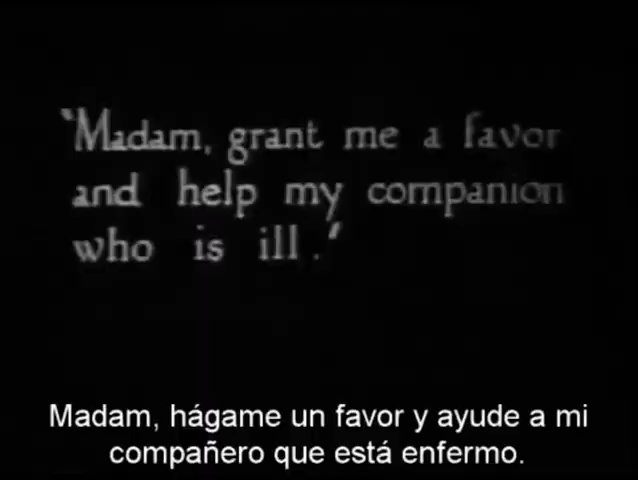 "Madam, grant me a favor
and help my companion
who is ill."
Madam, hágame un favor y ayude a mi
compañero que está enfermo.